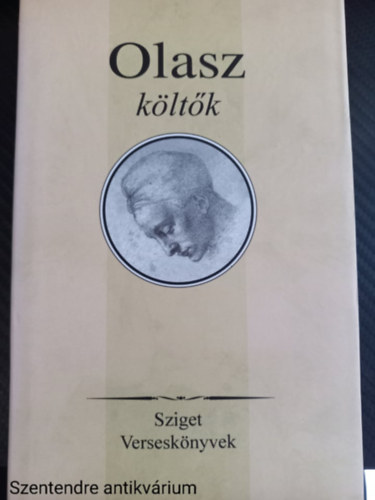 Olasz
költők
Sziget
Verseskönyvek
Szentendre antikvárium